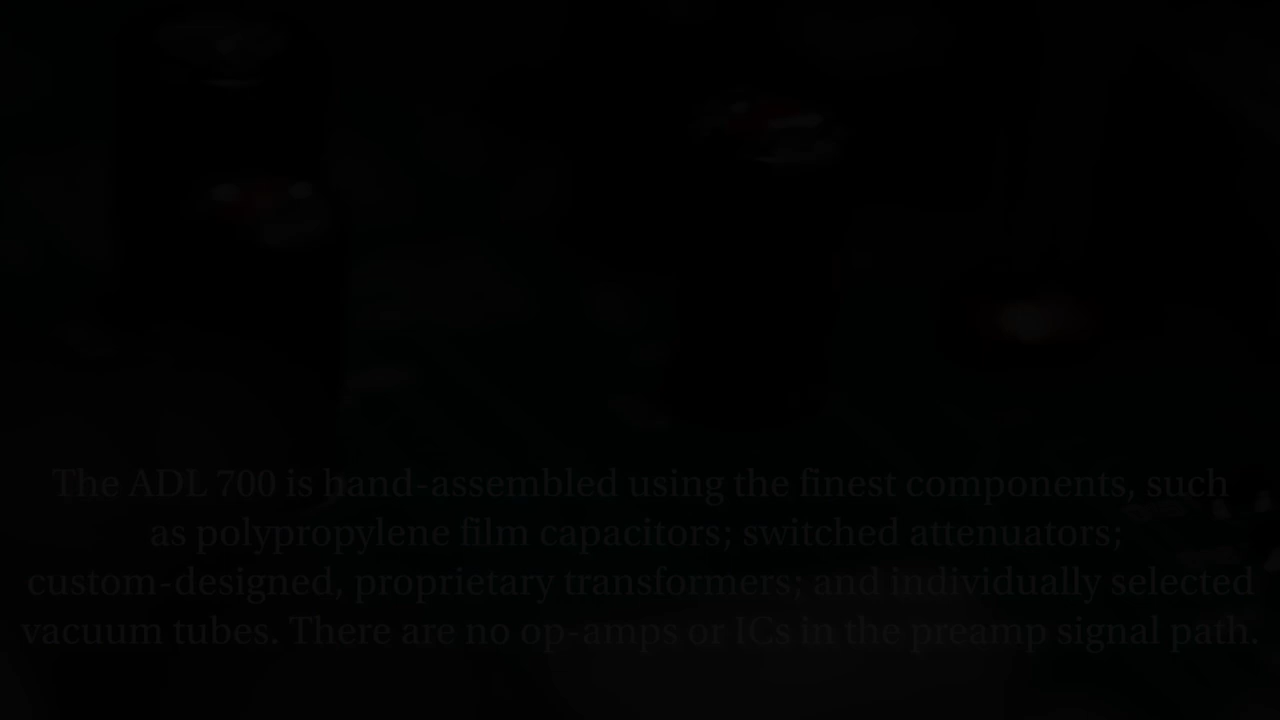 The ADL 700 is hand-assembled using the finest components, such
as polypropylene film capacitors; switched attenuators;
custom-designed, proprietary transformers; and individually selected
vacuum tubes. There are no op-amps or ICs in the preamp signal path.